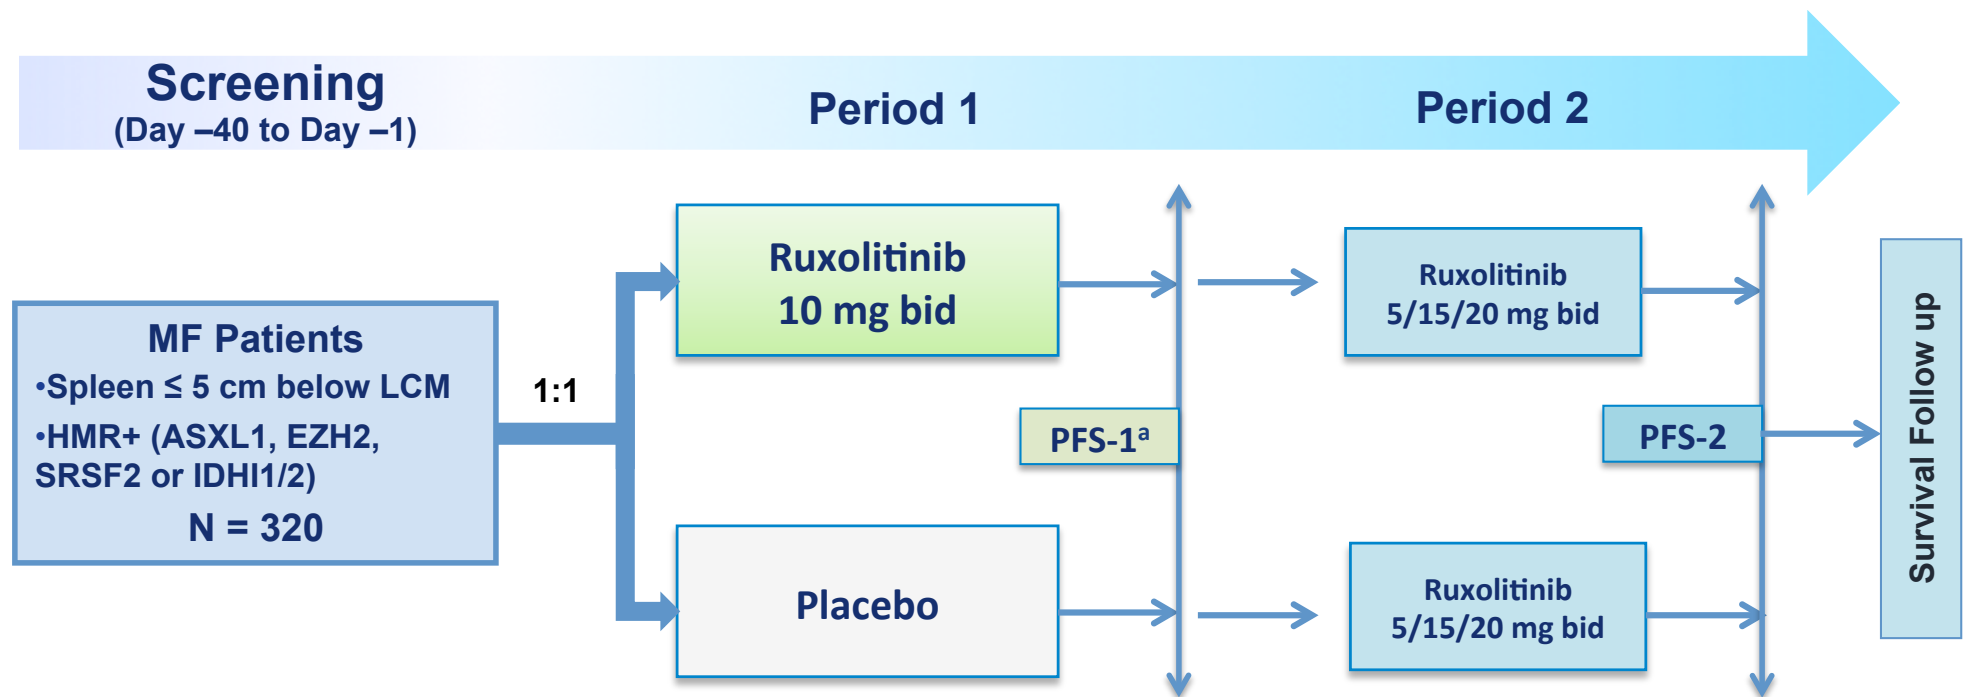 Screening
(Day –40 to Day –1)
Period 1
Period 2
MF Patients
•Spleen ≤ 5 cm below LCM
•HMR+ (ASXL1, EZH2,
SRSF2 or IDHI1/2)
N = 320
1:1
Ruxolitinib
10 mg bid
Placebo
PFS-1ᵃ
Ruxolitinib
5/15/20 mg bid
Ruxolitinib
5/15/20 mg bid
PFS-2
Survival Follow up